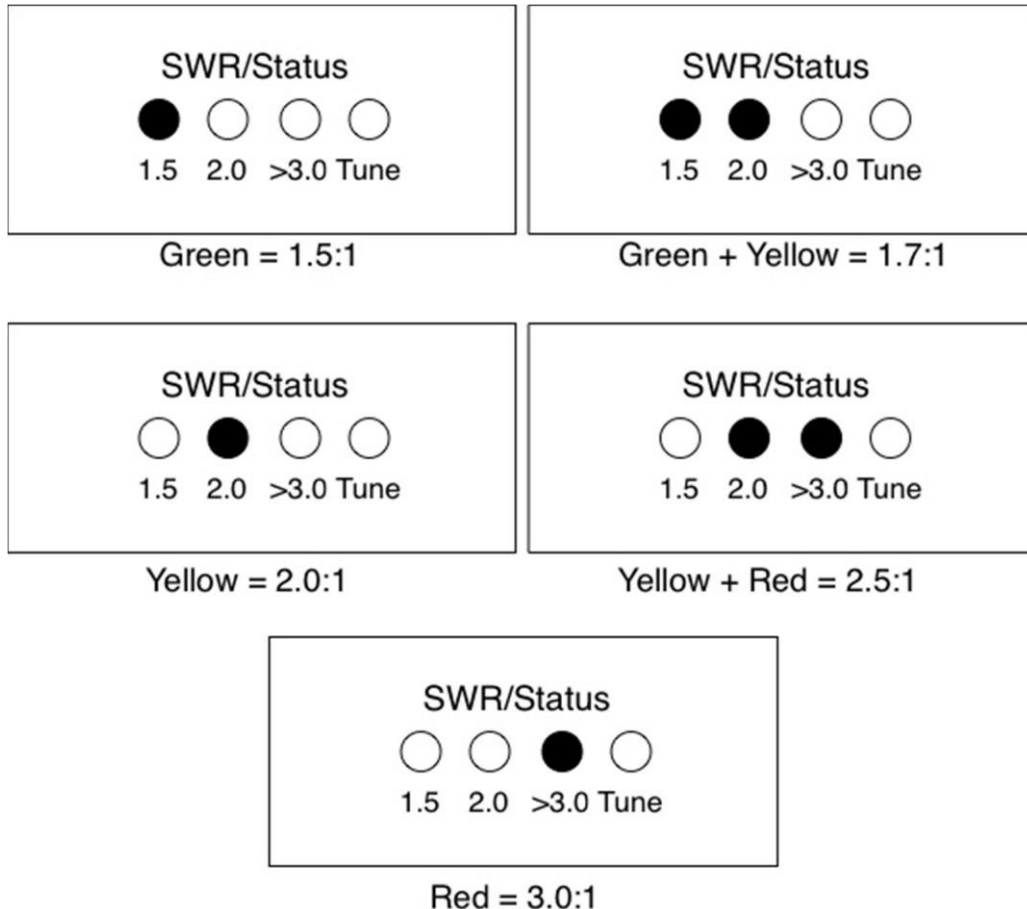 SWR/Status
1.5 2.0 >3.0 Tune
Green = 1.5:1
SWR/Status
1.5 2.0 >3.0 Tune
Green + Yellow = 1.7:1
SWR/Status
1.5 2.0 >3.0 Tune
Yellow = 2.0:1
SWR/Status
1.5 2.0 >3.0 Tune
Yellow + Red = 2.5:1
SWR/Status
1.5 2.0 >3.0 Tune
Red = 3.0:1